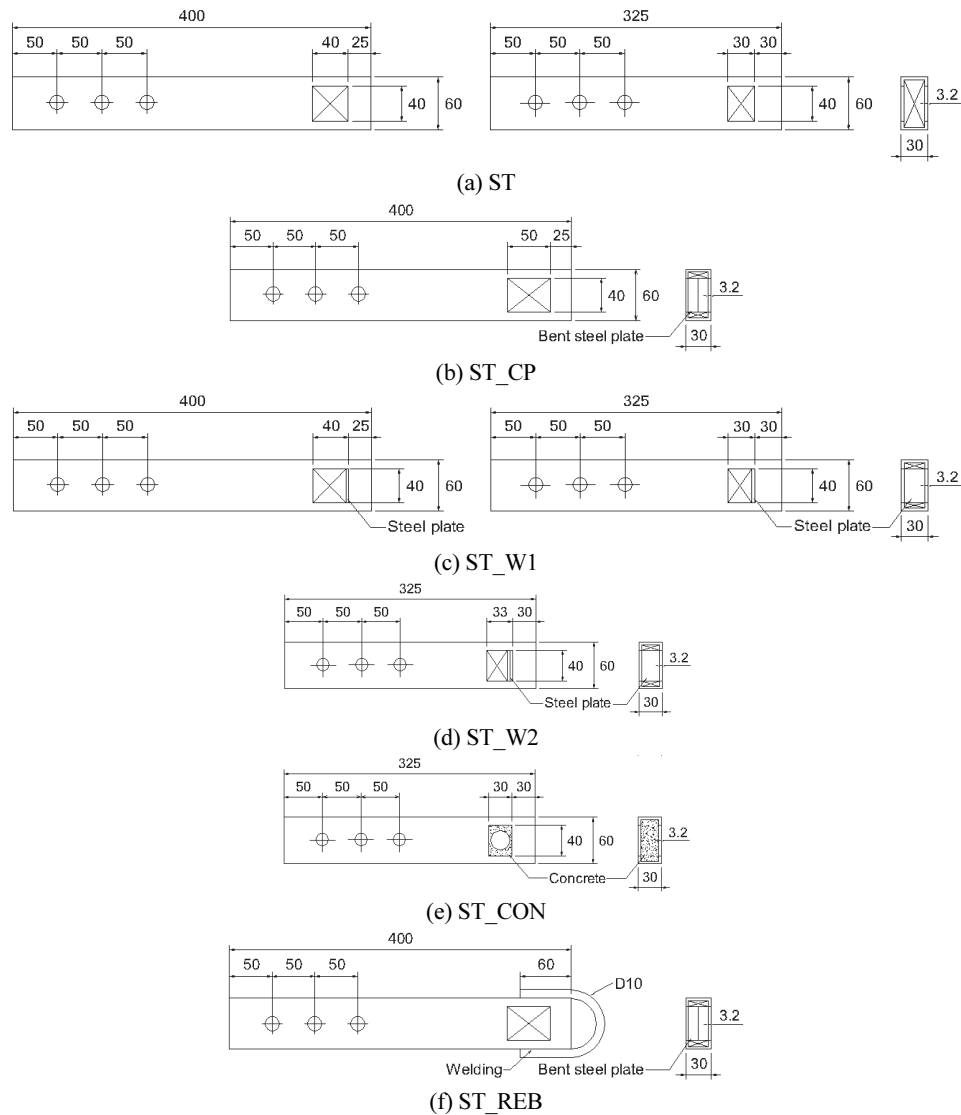 400
325
50 50 50 40 25
50 50 50 30 30
40 60
40 60
3.2
30
(a) ST
400
50 50 50 50 25
40 60
3.2
Bent steel plate
30
(b) ST_CP
400
325
50 50 50 40 25
50 50 50 30 30
40 60
40 60
3.2
Steel plate
Steel plate
30
(c) ST_W1
325
50 50 50 33 30
40 60
3.2
Steel plate
30
(d) ST_W2
325
50 50 50 30 30
40 60
3.2
Concrete
30
(e) ST_CON
400
50 50 50 60
D10
3.2
Welding
Bent steel plate
30
(f) ST_REB